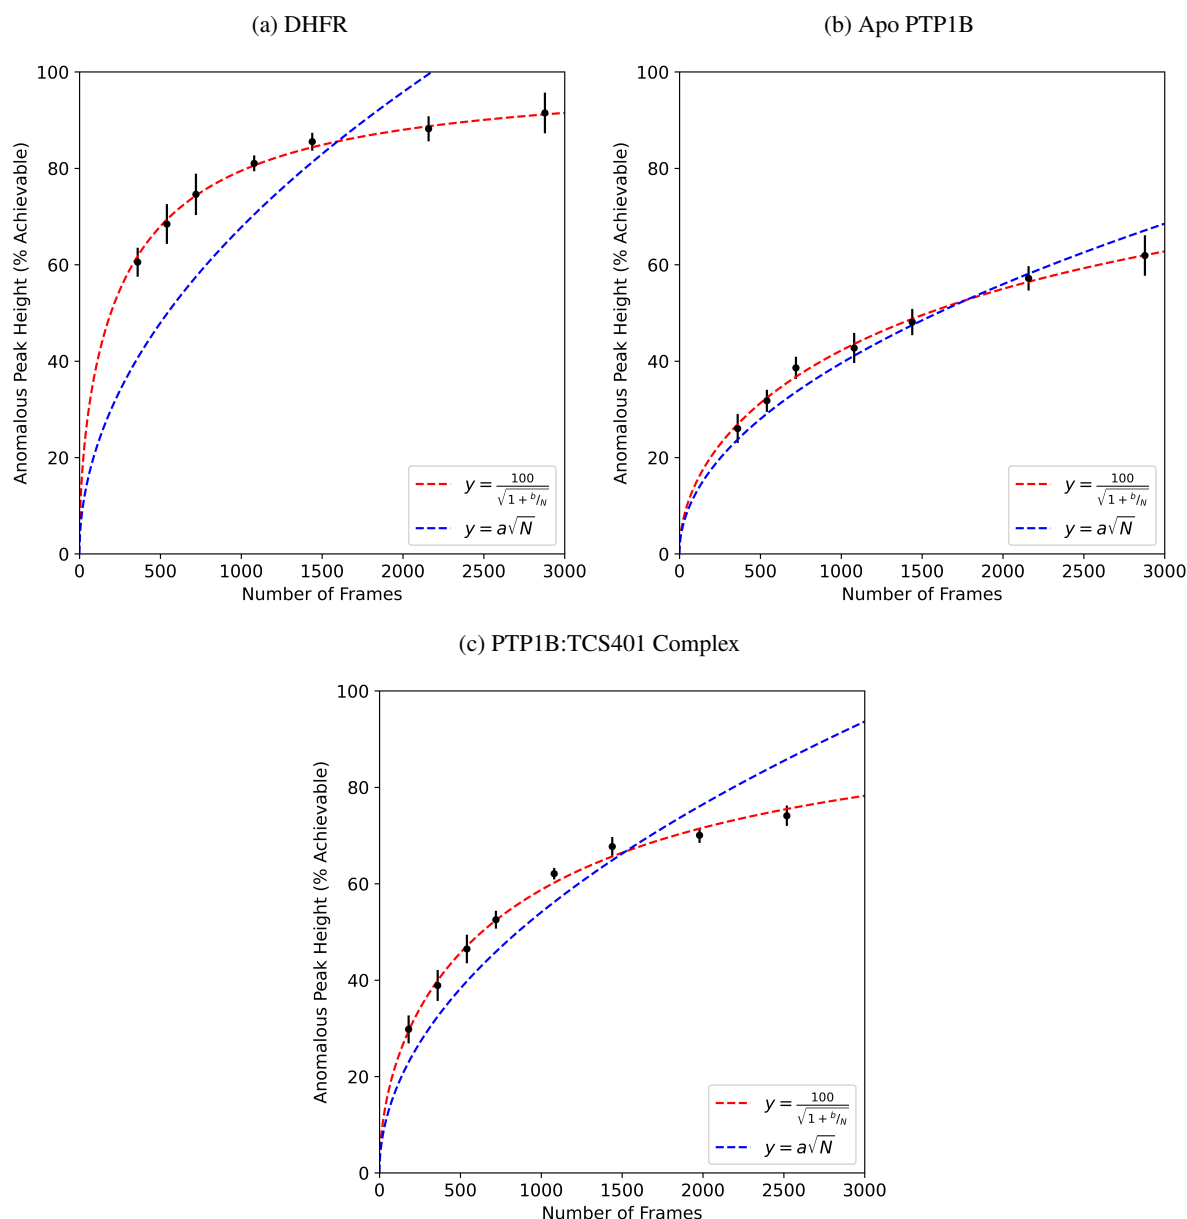 (a) DHFR
(b) Apo PTP1B
100
80
60
40
20
0
Anomalous Peak Height (% Achievable)
0 500 1000 1500 2000 2500 3000
Number of Frames
y = 100/√(1 + b/N)
y = a√N
100
80
60
40
20
0
Anomalous Peak Height (% Achievable)
0 500 1000 1500 2000 2500 3000
Number of Frames
y = 100/√(1 + b/N)
y = a√N
(c) PTP1B:TCS401 Complex
100
80
60
40
20
0
Anomalous Peak Height (% Achievable)
0 500 1000 1500 2000 2500 3000
Number of Frames
y = 100/√(1 + b/N)
y = a√N